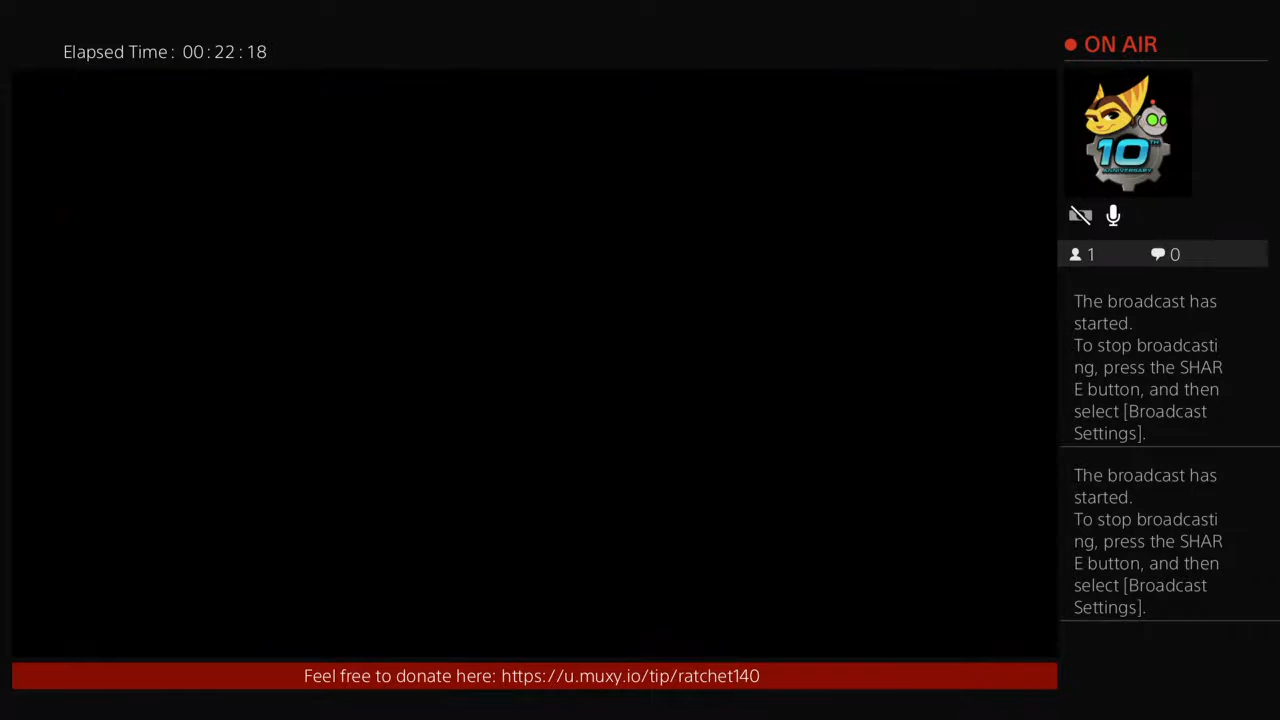 Elapsed Time: 00:22:18
ON AIR
10TH
ANNIVERSARY
1
0
The broadcast has
started.
To stop broadcasti
ng, press the SHAR
E button, and then
select [Broadcast
Settings].
The broadcast has
started.
To stop broadcasti
ng, press the SHAR
E button, and then
select [Broadcast
Settings].
Feel free to donate here: https://u.muxy.io/tip/ratchet140